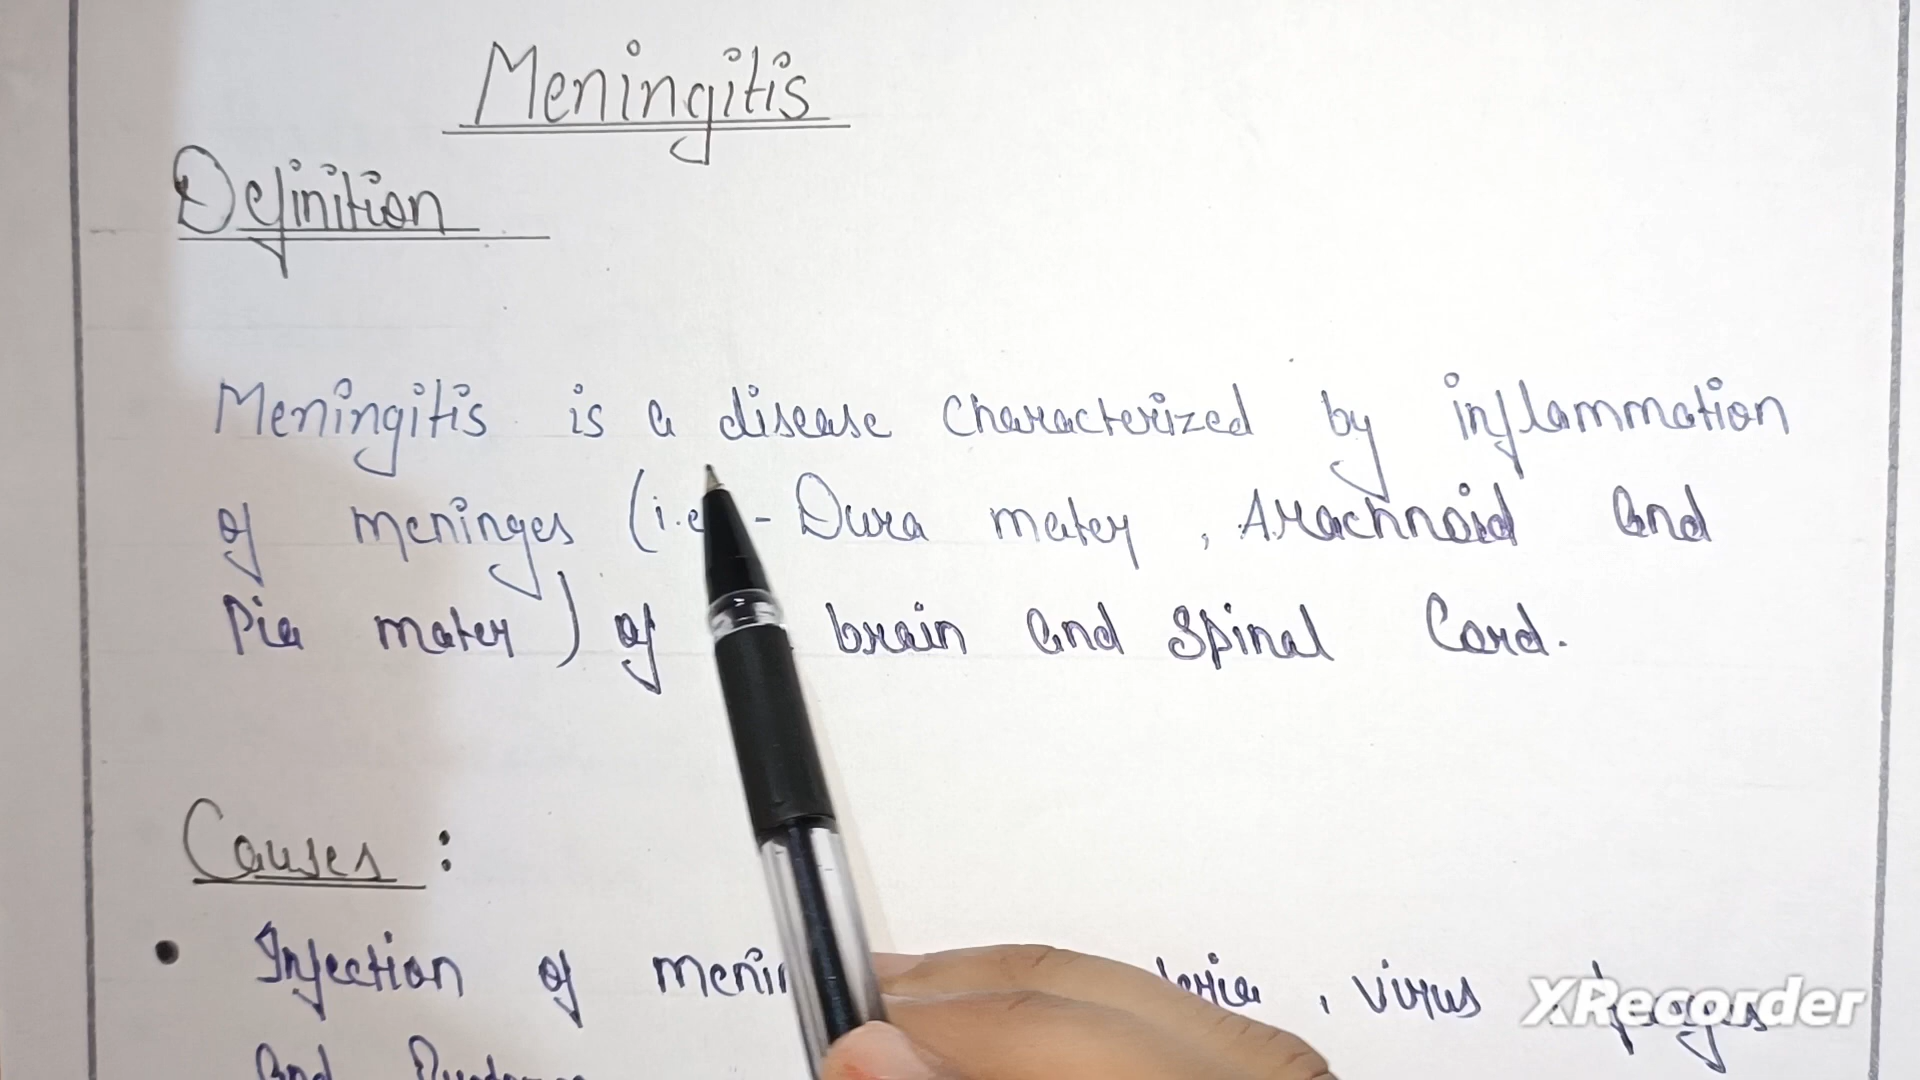 Meningitis
Definition
Meningitis is a disease characterized by inflammation
of meninges (i.e - Dura mater, Arachnoid and
Pia mater) of brain and spinal Cord.
Causes :
• Infection of , virus
and
XRecorder